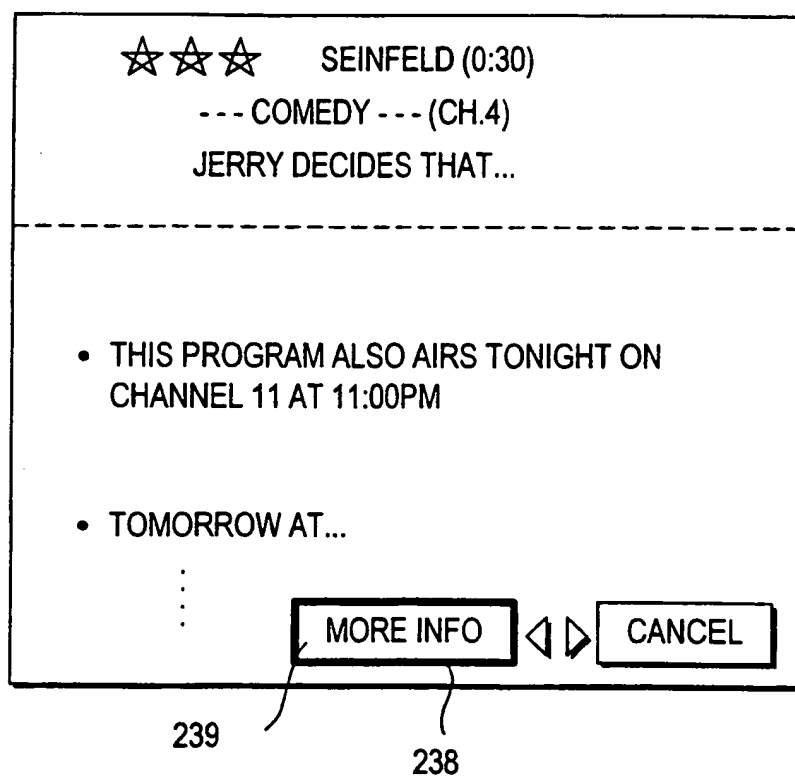 SEINFELD (0:30)
- - - COMEDY - - - (CH.4)
JERRY DECIDES THAT...
• THIS PROGRAM ALSO AIRS TONIGHT ON
CHANNEL 11 AT 11:00PM
• TOMORROW AT...
MORE INFO CANCEL
239
238